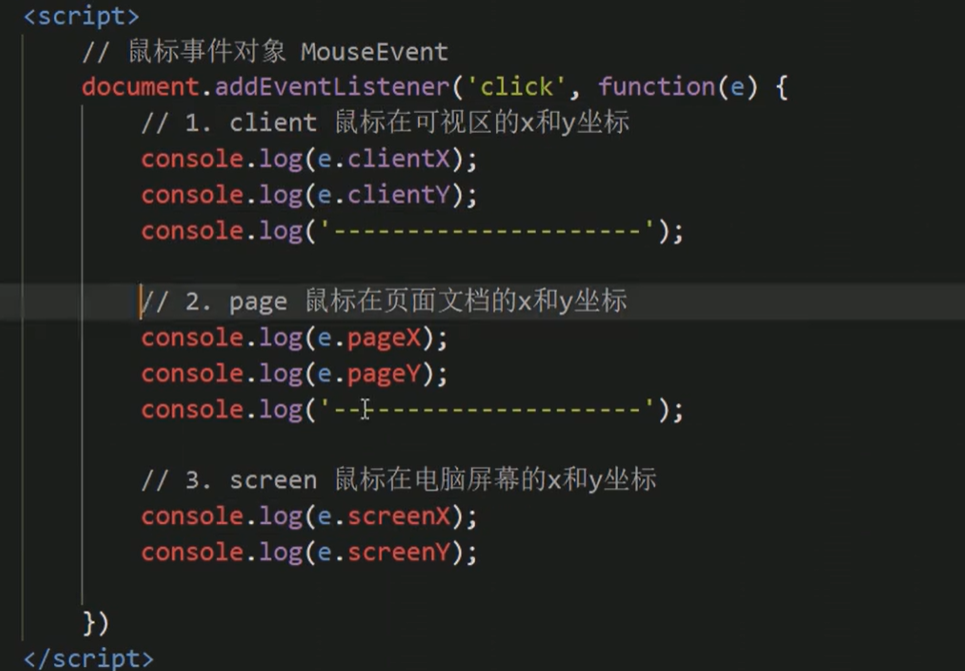 <script>
// 鼠标事件对象 MouseEvent
document.addEventListener('click', function(e) {
// 1. client 鼠标在可视区的x和y坐标
console.log(e.clientX);
console.log(e.clientY);
console.log('---------------------');
// 2. page 鼠标在页面文档的x和y坐标
console.log(e.pageX);
console.log(e.pageY);
console.log('---------------------');
// 3. screen 鼠标在电脑屏幕的x和y坐标
console.log(e.screenX);
console.log(e.screenY);
})
</script>